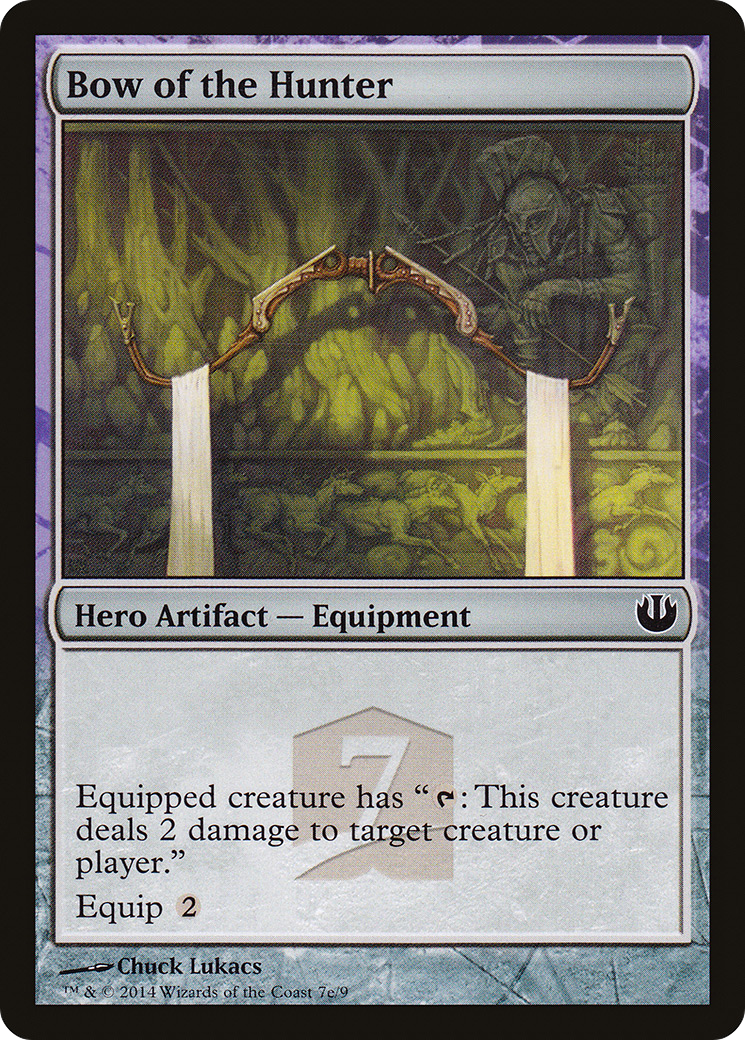 Bow of the Hunter
Hero Artifact — Equipment
7
Equipped creature has “: This creature
deals 2 damage to target creature or
player.”
Equip 2
Chuck Lukacs
™ & © 2014 Wizards of the Coast 7e/9